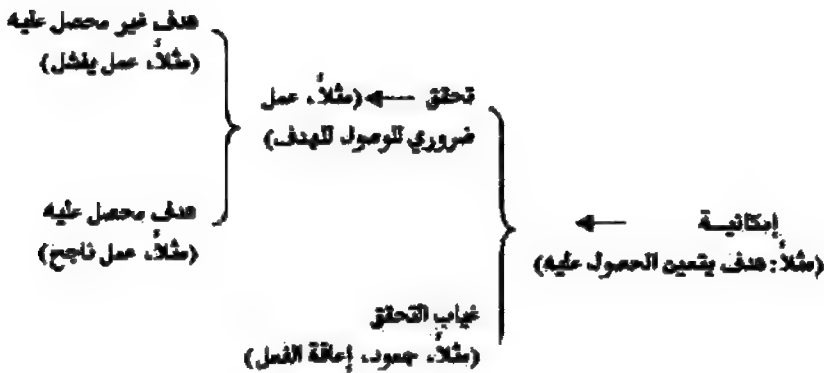 إمكانية
(مثلاً: هدف يتعين الحصول عليه)
تحقق (مثلاً، عمل
ضروري للوصول للهدف)
غياب التحقق
(مثلاً، جمود، إعاقة الفعل)
هدف غير محصل عليه
(مثلاً، عمل يفشل)
هدف محصل عليه
(مثلاً، عمل ناجح)